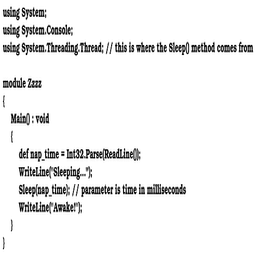 using System;
using System.Console;
using System.Threading.Thread; // this is where the Sleep() method comes from
module Zzzz
{
Main() : void
{
def nap_time = Int32.Parse(ReadLine());
WriteLine("Sleeping...");
Sleep(nap_time); // parameter is time in milliseconds
WriteLine("Awake!");
}
}